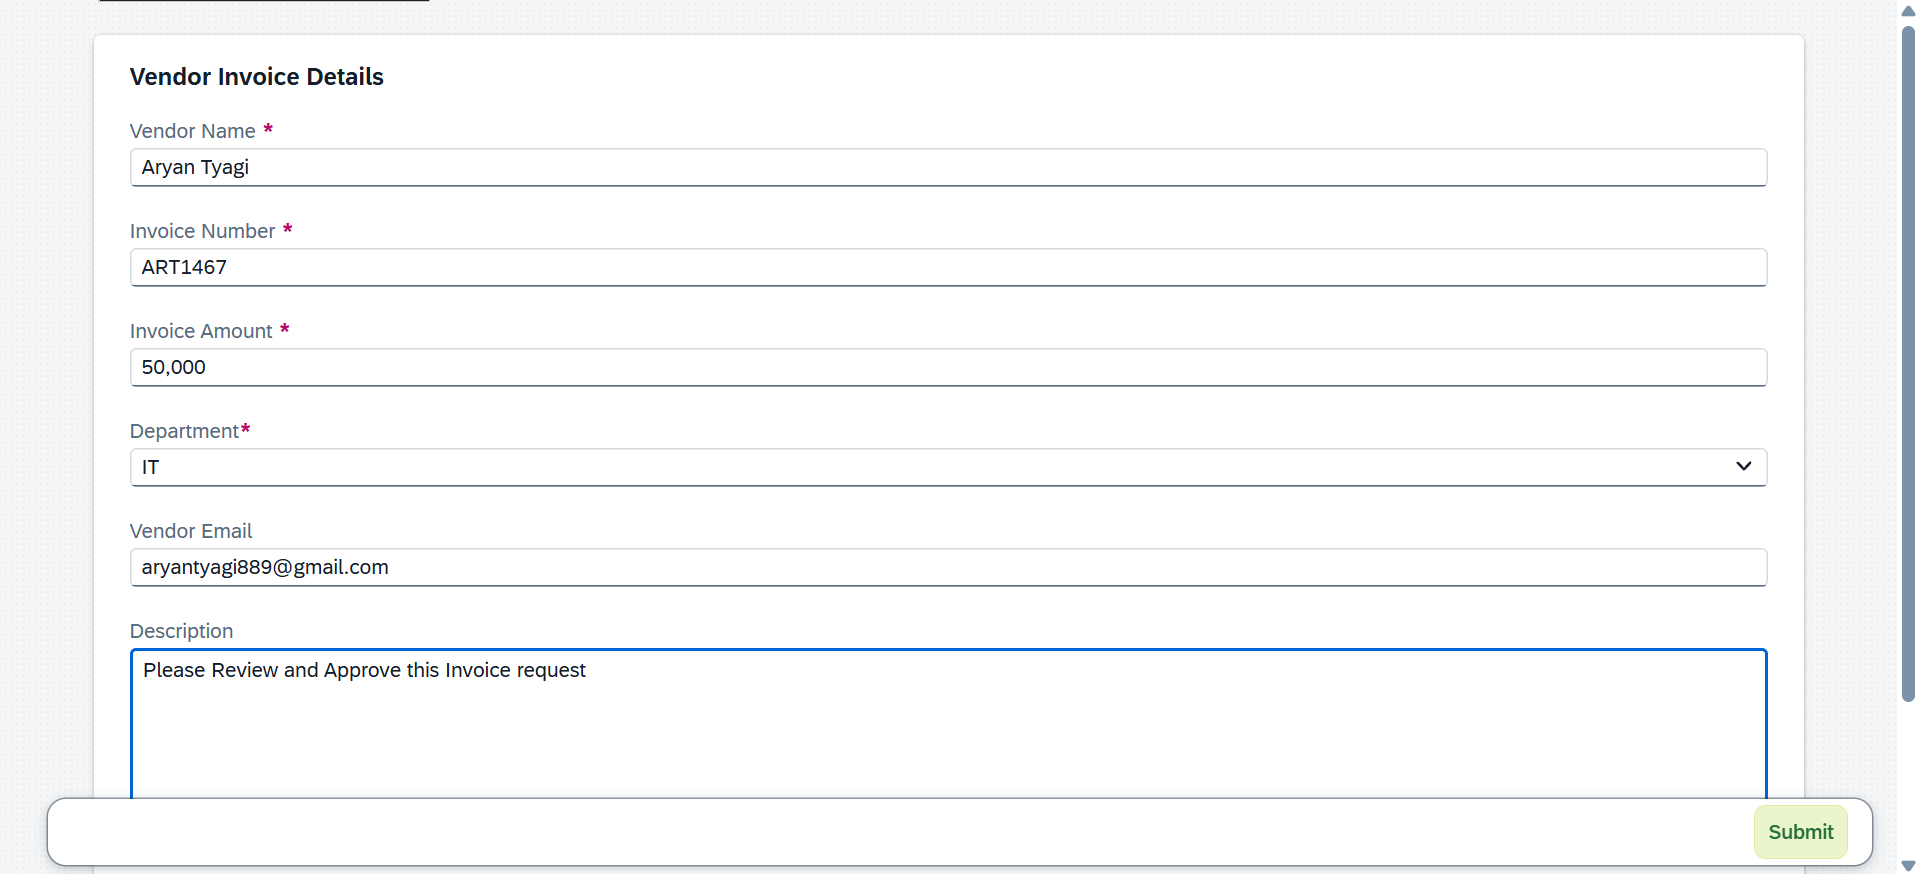 Vendor Invoice Details
Vendor Name *
Aryan Tyagi
Invoice Number *
ART1467
Invoice Amount *
50,000
Department*
IT
Vendor Email
aryantyagi889@gmail.com
Description
Please Review and Approve this Invoice request
Submit